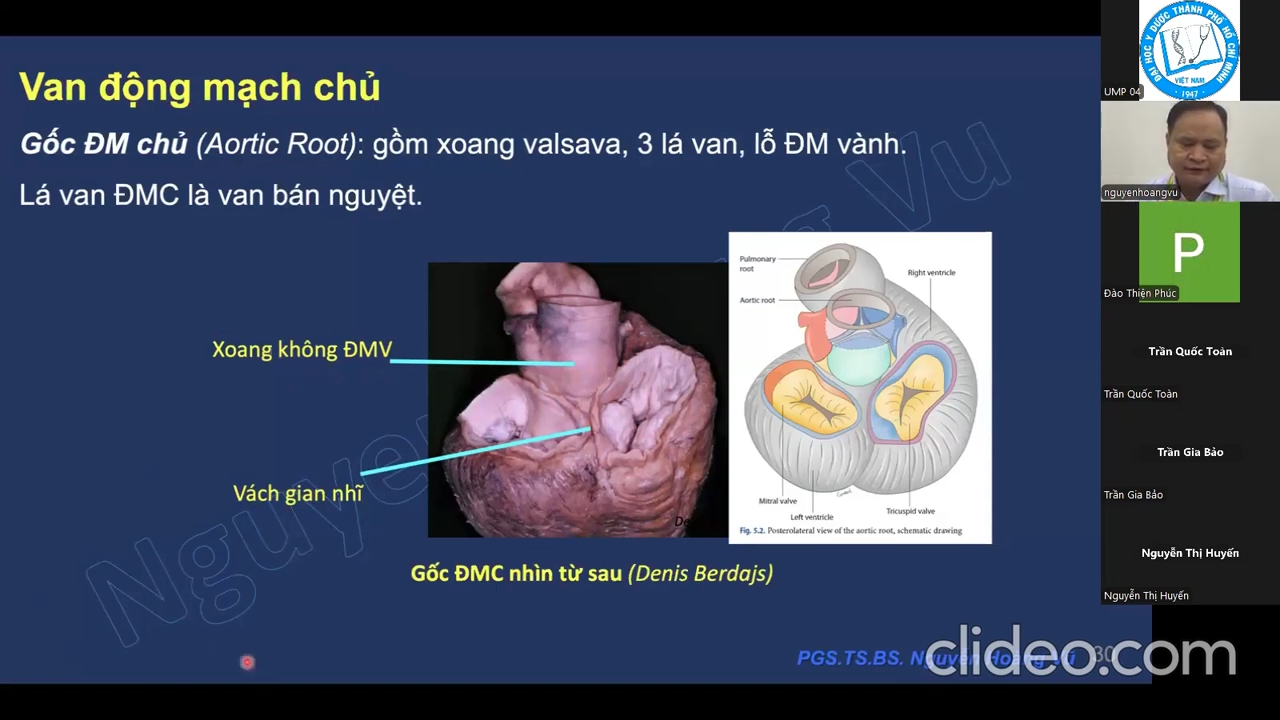 Van động mạch chủ
Gốc ĐM chủ (Aortic Root): gồm xoang valsava, 3 lá van, lỗ ĐM vành.
Lá van ĐMC là van bán nguyệt.
Xoang không ĐMV
Vách gian nhĩ
De
Pulmonary
root
Aortic root
Right ventricle
Mitral valve
Left ventricle
Tricuspid valve
Fig. 5.2. Posterolateral view of the aortic root, schematic drawing
Gốc ĐMC nhìn từ sau (Denis Berdajs)
PGS.TS.BS. Nguyễn Hoàng Vũ
30
clideo.com
ĐẠI HỌC Y DƯỢC THÀNH PHỐ HỒ CHÍ MINH
VIỆT NAM
1947
UMP 04
nguyenhoangvu
P
Đào Thiện Phúc
Trần Quốc Toàn
Trần Quốc Toàn
Trần Gia Bảo
Trần Gia Bảo
Nguyễn Thị Huyến
Nguyễn Thị Huyến